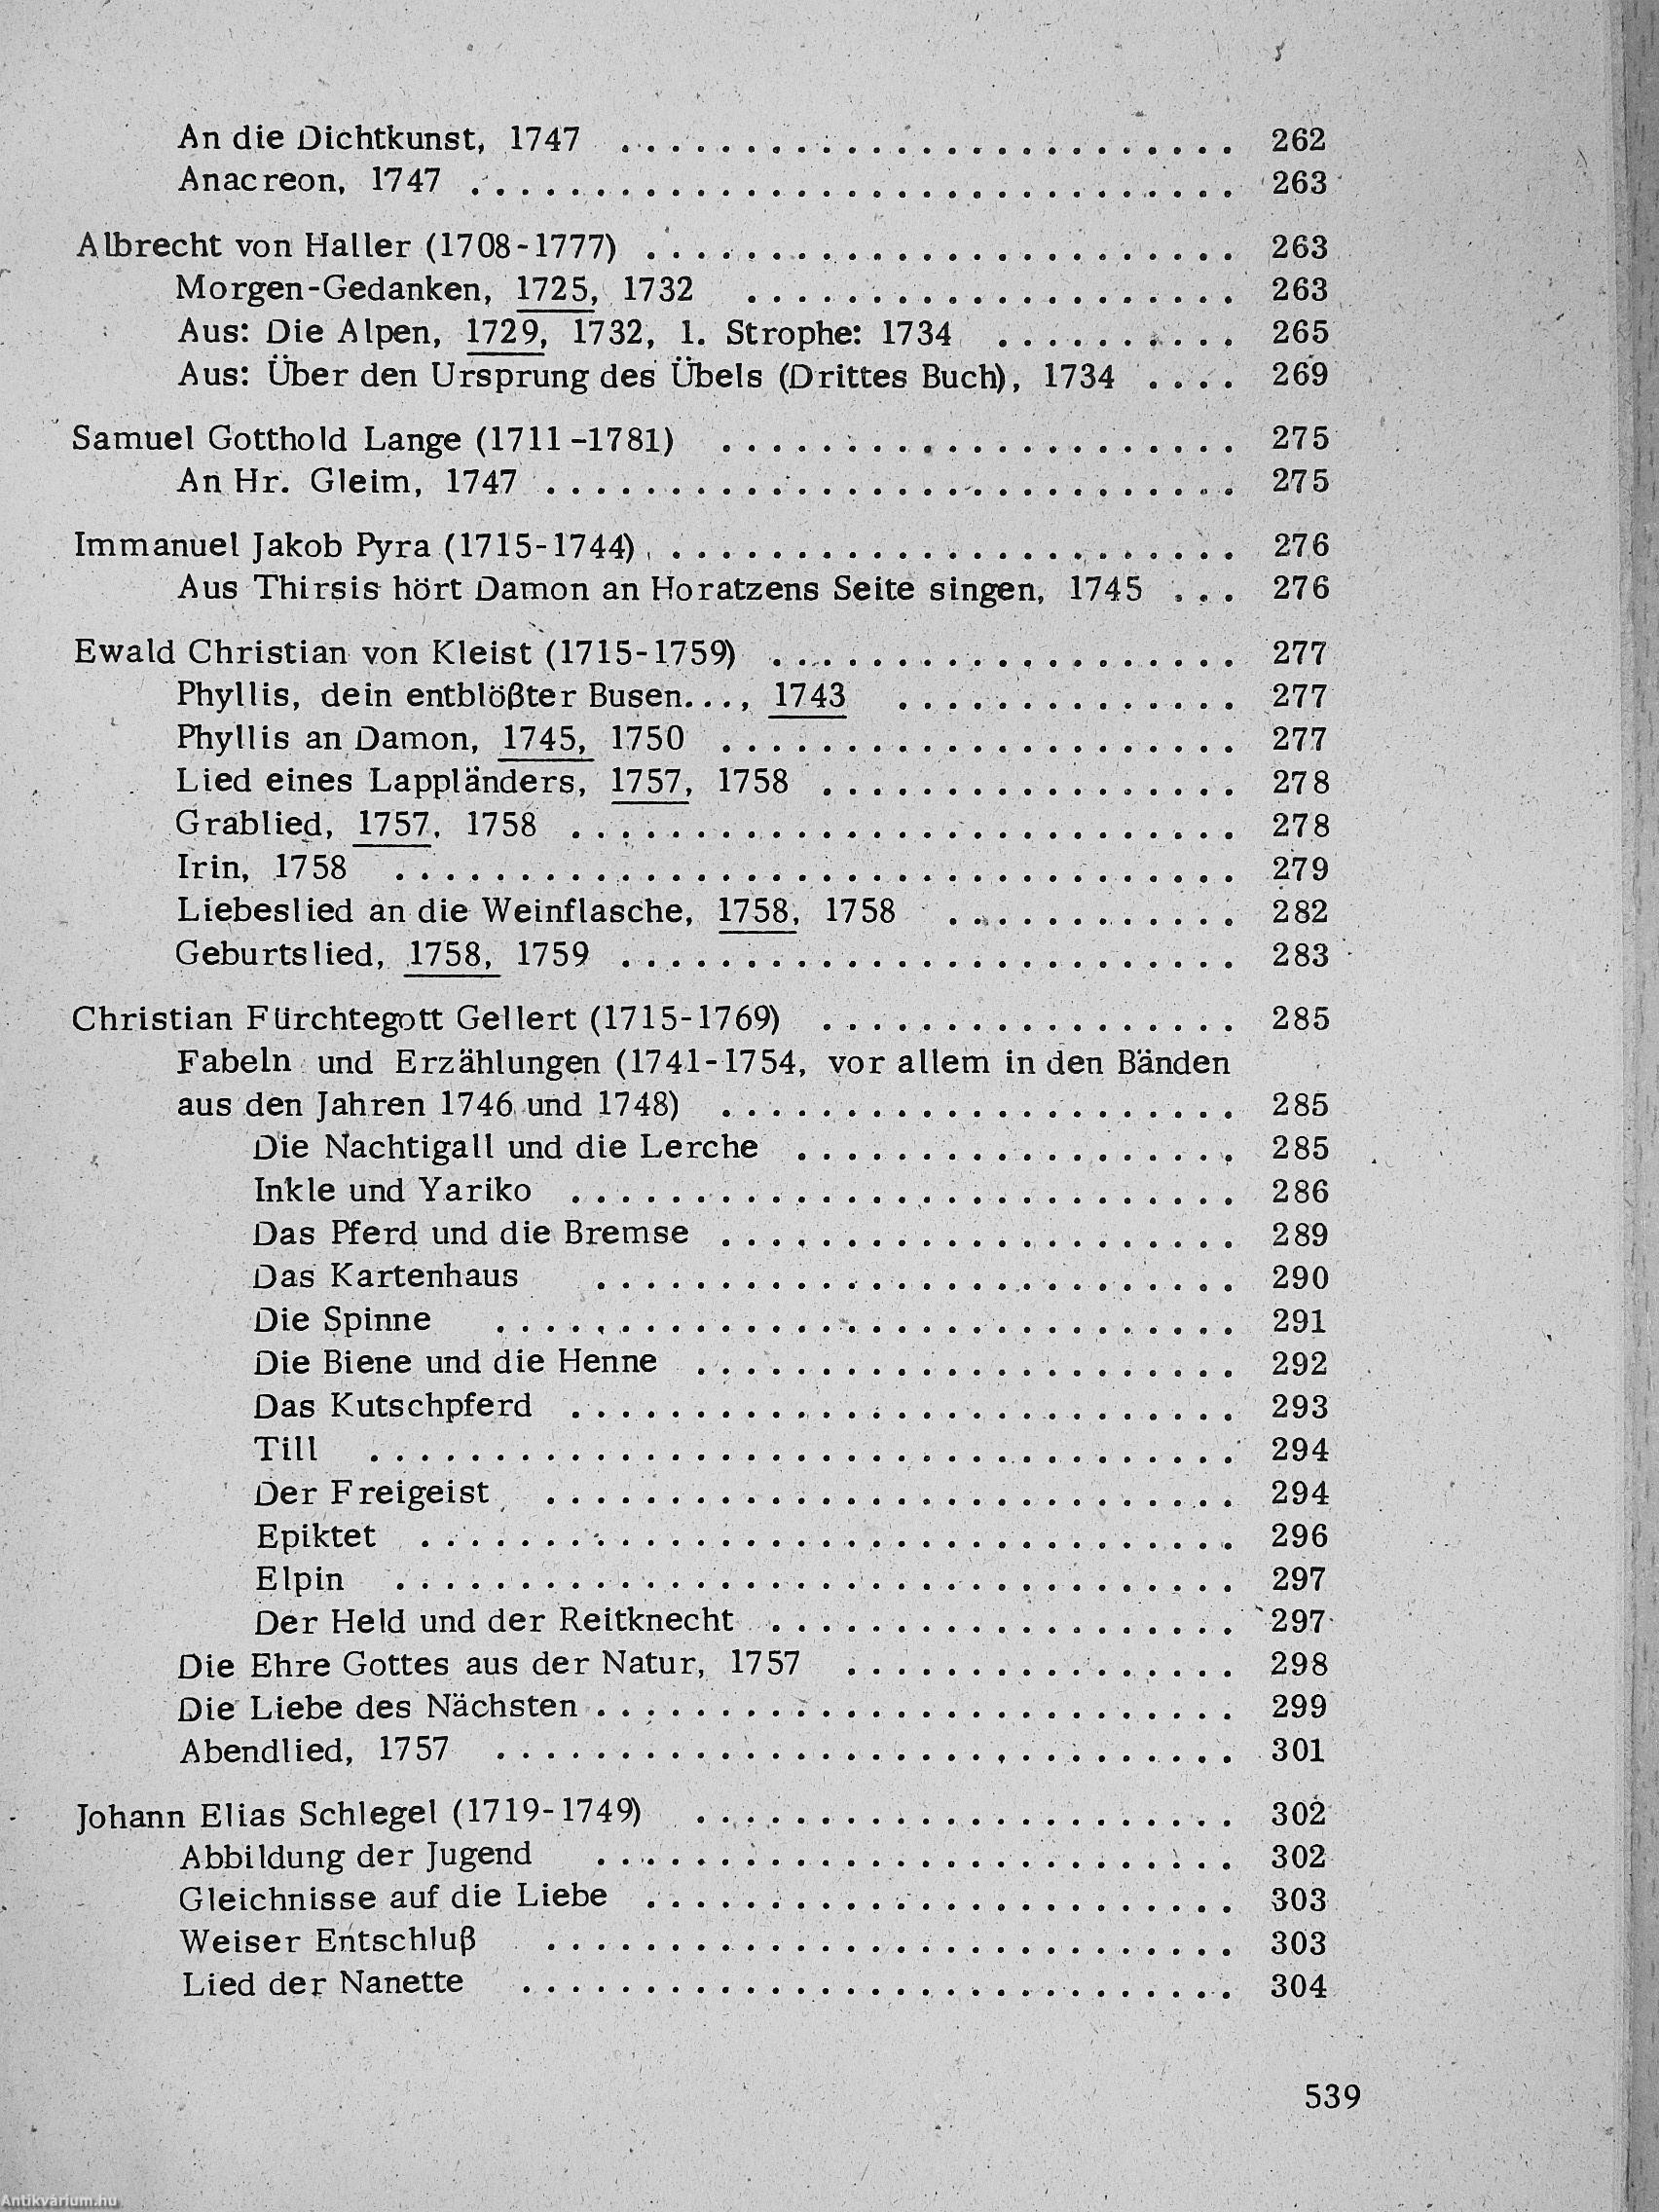 An die Dichtkunst, 1747 . . . . . . . . . . . . . . . . . . . . . . . . . 262
Anacreon, 1747 . . . . . . . . . . . . . . . . . . . . . . . . . . . . . . . 263
Albrecht von Haller (1708-1777) . . . . . . . . . . . . . . . . . . . . . . . . 263
Morgen-Gedanken, 1725, 1732 . . . . . . . . . . . . . . . . . . . . 263
Aus: Die Alpen, 1729, 1732, 1. Strophe: 1734 . . . . . . . . . . 265
Aus: Über den Ursprung des Übels (Drittes Buch), 1734 . . . . 269
Samuel Gotthold Lange (1711-1781) . . . . . . . . . . . . . . . . . . . . . 275
An Hr. Gleim, 1747 . . . . . . . . . . . . . . . . . . . . . . . . . . . . 275
Immanuel Jakob Pyra (1715-1744) . . . . . . . . . . . . . . . . . . . . . . . 276
Aus Thirsis hört Damon an Horatzens Seite singen, 1745 . . . 276
Ewald Christian von Kleist (1715-1759) . . . . . . . . . . . . . . . . . . . 277
Phyllis, dein entblößter Busen..., 1743 . . . . . . . . . . . . . . 277
Phyllis an Damon, 1745, 1750 . . . . . . . . . . . . . . . . . . . . . 277
Lied eines Lappländers, 1757, 1758 . . . . . . . . . . . . . . . . . 278
Grablied, 1757, 1758 . . . . . . . . . . . . . . . . . . . . . . . . . . . 278
Irin, 1758 . . . . . . . . . . . . . . . . . . . . . . . . . . . . . . . . . . 279
Liebeslied an die Weinflasche, 1758, 1758 . . . . . . . . . . . . 282
Geburtslied, 1758, 1759 . . . . . . . . . . . . . . . . . . . . . . . . . 283
Christian Fürchtegott Gellert (1715-1769) . . . . . . . . . . . . . . . . . 285
Fabeln und Erzählungen (1741-1754, vor allem in den Bänden
aus den Jahren 1746 und 1748) . . . . . . . . . . . . . . . . . . . . . 285
Die Nachtigall und die Lerche . . . . . . . . . . . . . . . . . . 285
Inkle und Yariko . . . . . . . . . . . . . . . . . . . . . . . . . . . 286
Das Pferd und die Bremse . . . . . . . . . . . . . . . . . . . . . 289
Das Kartenhaus . . . . . . . . . . . . . . . . . . . . . . . . . . 290
Die Spinne . . . . . . . . . . . . . . . . . . . . . . . . . . . . . . 291
Die Biene und die Henne . . . . . . . . . . . . . . . . . . . . . . 292
Das Kutschpferd . . . . . . . . . . . . . . . . . . . . . . . . . . . 293
Till . . . . . . . . . . . . . . . . . . . . . . . . . . . . . . . . . . . 294
Der Freigeist . . . . . . . . . . . . . . . . . . . . . . . . . . . . 294
Epiktet . . . . . . . . . . . . . . . . . . . . . . . . . . . . . . . . . 296
Elpin . . . . . . . . . . . . . . . . . . . . . . . . . . . . . . . . . . 297
Der Held und der Reitknecht . . . . . . . . . . . . . . . . . . . 297
Die Ehre Gottes aus der Natur, 1757 . . . . . . . . . . . . . . . . 298
Die Liebe des Nächsten . . . . . . . . . . . . . . . . . . . . . . . . . . 299
Abendlied, 1757 . . . . . . . . . . . . . . . . . . . . . . . . . . . . . . 301
Johann Elias Schlegel (1719-1749) . . . . . . . . . . . . . . . . . . . . . . 302
Abbildung der Jugend . . . . . . . . . . . . . . . . . . . . . . . . . . 302
Gleichnisse auf die Liebe . . . . . . . . . . . . . . . . . . . . . . . . 303
Weiser Entschluß . . . . . . . . . . . . . . . . . . . . . . . . . . . . 303
Lied der Nanette . . . . . . . . . . . . . . . . . . . . . . . . . . . . . 304
539
Antikvárium.hu